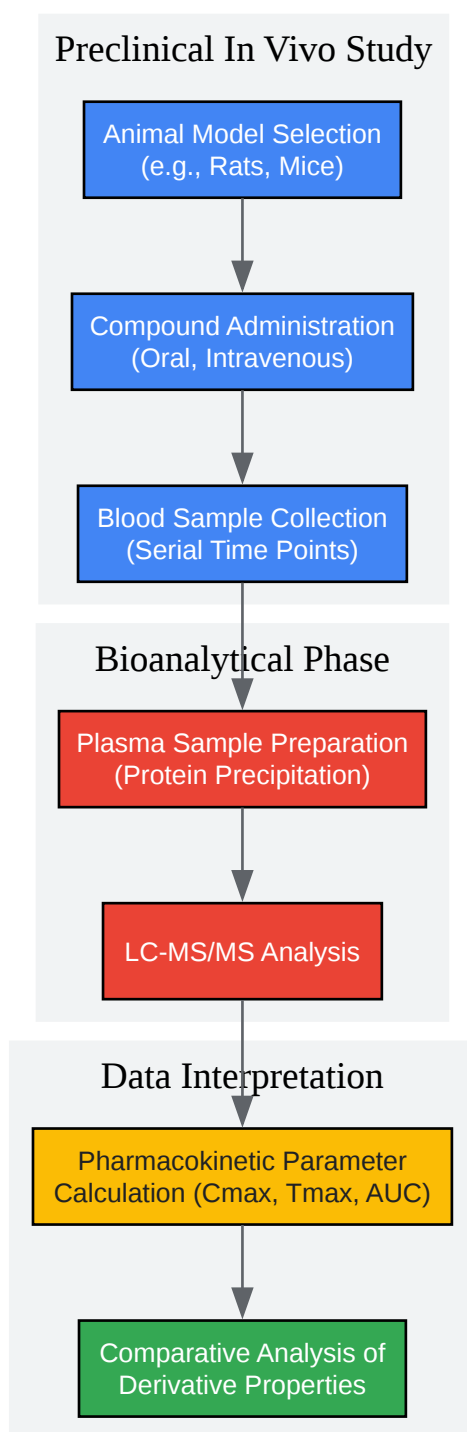 Preclinical In Vivo Study
Animal Model Selection
(e.g., Rats, Mice)
Compound Administration
(Oral, Intravenous)
Blood Sample Collection
(Serial Time Points)
Bioanalytical Phase
Plasma Sample Preparation
(Protein Precipitation)
LC-MS/MS Analysis
Data Interpretation
Pharmacokinetic Parameter
Calculation (Cmax, Tmax, AUC)
Comparative Analysis of
Derivative Properties